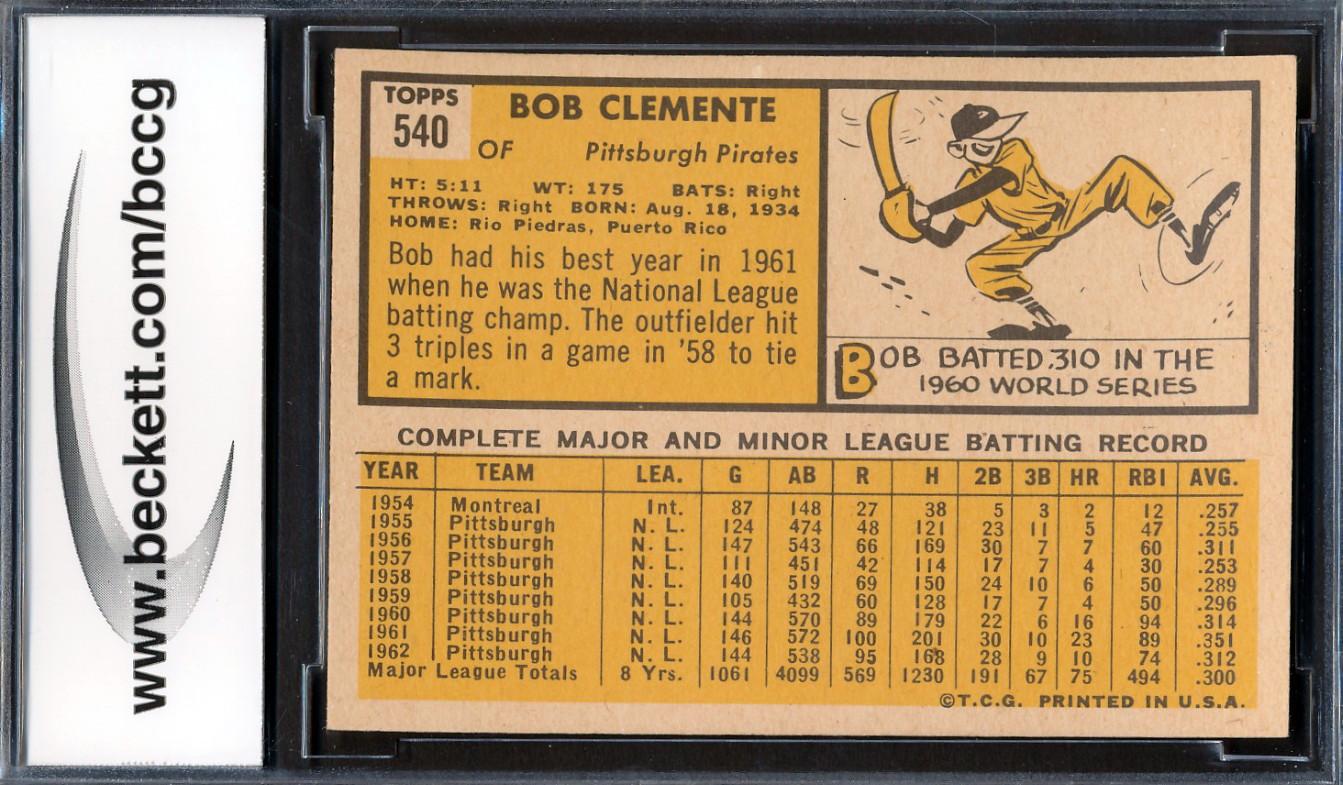 www.beckett.com/bccg
TOPPS
540
BOB CLEMENTE
OF Pittsburgh Pirates
HT: 5:11 WT: 175 BATS: Right
THROWS: Right BORN: Aug. 18, 1934
HOME: Rio Piedras, Puerto Rico
Bob had his best year in 1961
when he was the National League
batting champ. The outfielder hit
3 triples in a game in '58 to tie
a mark.
BOB BATTED .310 IN THE
1960 WORLD SERIES
COMPLETE MAJOR AND MINOR LEAGUE BATTING RECORD
YEAR TEAM LEA. G AB R H 2B 3B HR RBI AVG.
1954 Montreal Int. 87 148 27 38 5 3 2 12 .257
1955 Pittsburgh N. L. 124 474 48 121 23 11 5 47 .255
1956 Pittsburgh N. L. 147 543 66 169 30 7 7 60 .311
1957 Pittsburgh N. L. 111 451 42 114 17 7 4 30 .253
1958 Pittsburgh N. L. 140 519 69 150 24 10 6 50 .289
1959 Pittsburgh N. L. 105 432 60 128 17 7 4 50 .296
1960 Pittsburgh N. L. 144 570 89 179 22 6 16 94 .314
1961 Pittsburgh N. L. 146 572 100 201 30 10 23 89 .351
1962 Pittsburgh N. L. 144 538 95 168 28 9 10 74 .312
Major League Totals 8 Yrs. 1061 4099 569 1230 191 67 75 494 .300
©T.C.G. PRINTED IN U.S.A.